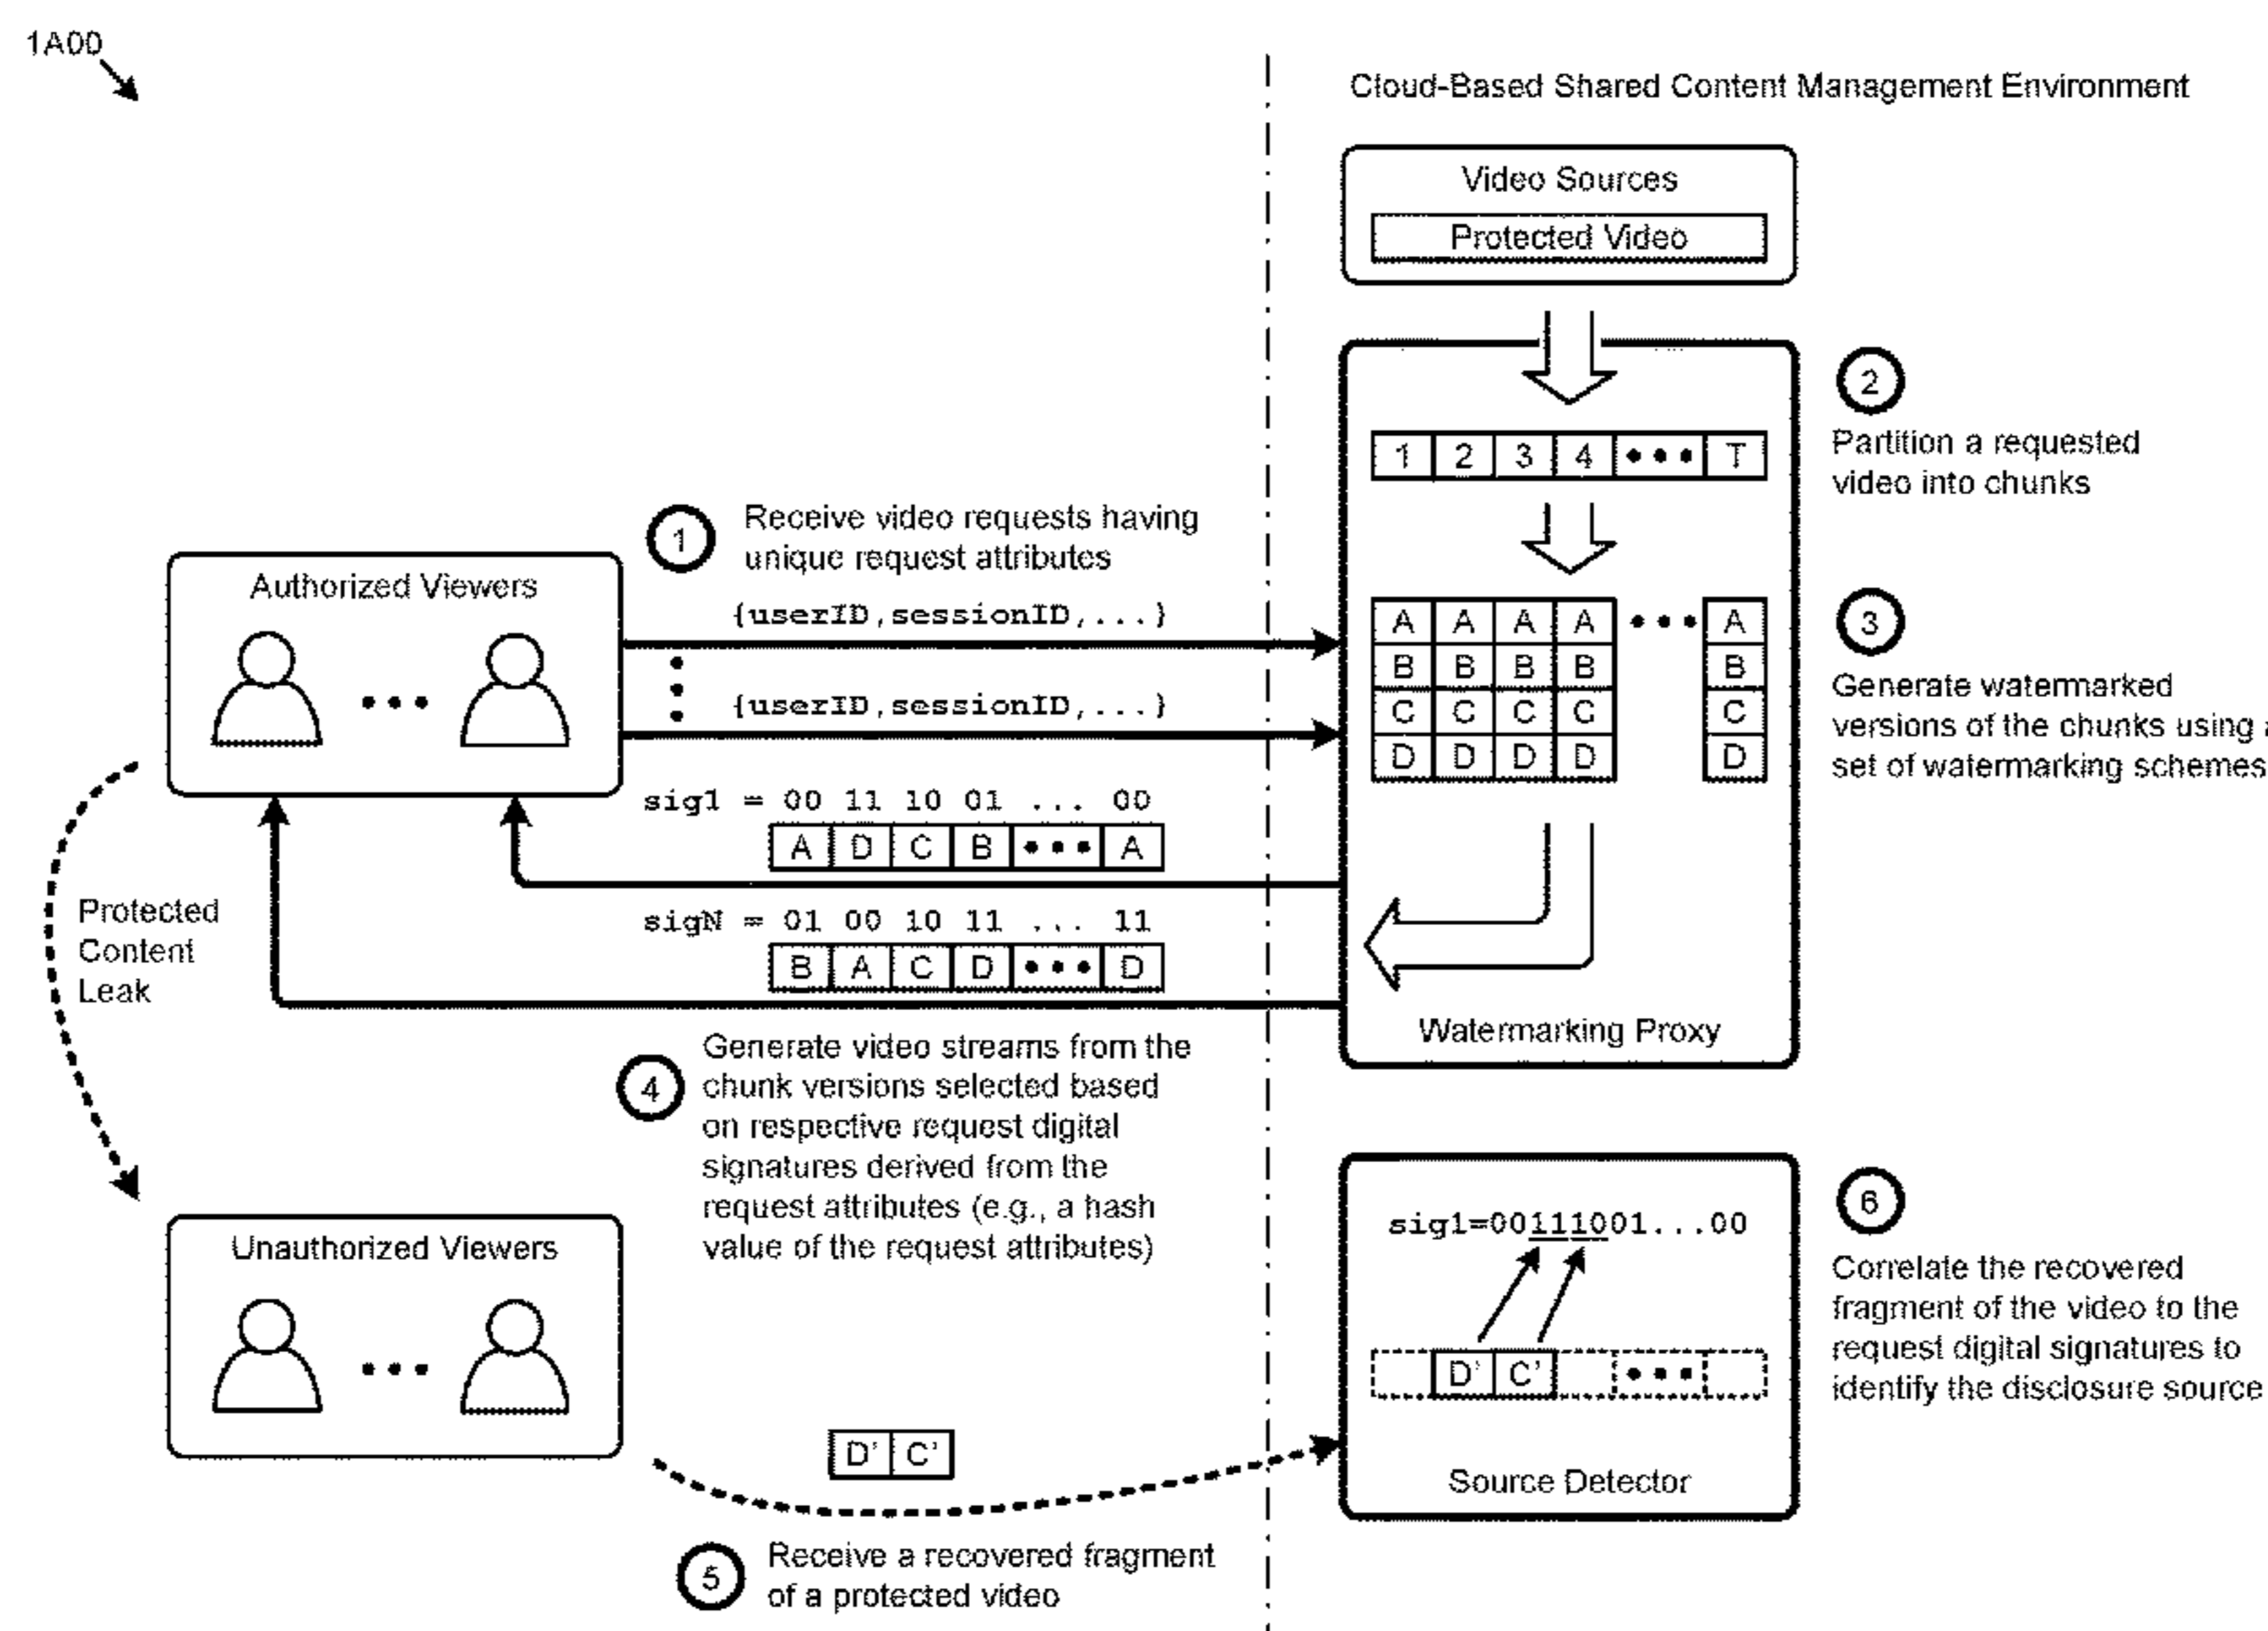 1A00
Cloud-Based Shared Content Management Environment
Video Sources
Protected Video
2
Partition a requested
video into chunks
1 2 3 4 ••• T
1
Receive video requests having
unique request attributes
Authorized Viewers
{userID,sessionID,...}
{userID,sessionID,...}
A A A A ••• A
B B B B B
C C C C C
D D D D D
3
Generate watermarked
versions of the chunks using a
set of watermarking schemes
sig1 = 00 11 10 01 ... 00
A D C B ••• A
sigN = 01 00 10 11 ... 11
B A C D ••• D
Protected
Content
Leak
Watermarking Proxy
4
Generate video streams from the
chunk versions selected based
on respective request digital
signatures derived from the
request attributes (e.g., a hash
value of the request attributes)
Unauthorized Viewers
sig1=00111001...00
D' C' •••
Source Detector
6
Correlate the recovered
fragment of the video to the
request digital signatures to
identify the disclosure source
D' C'
5
Receive a recovered fragment
of a protected video